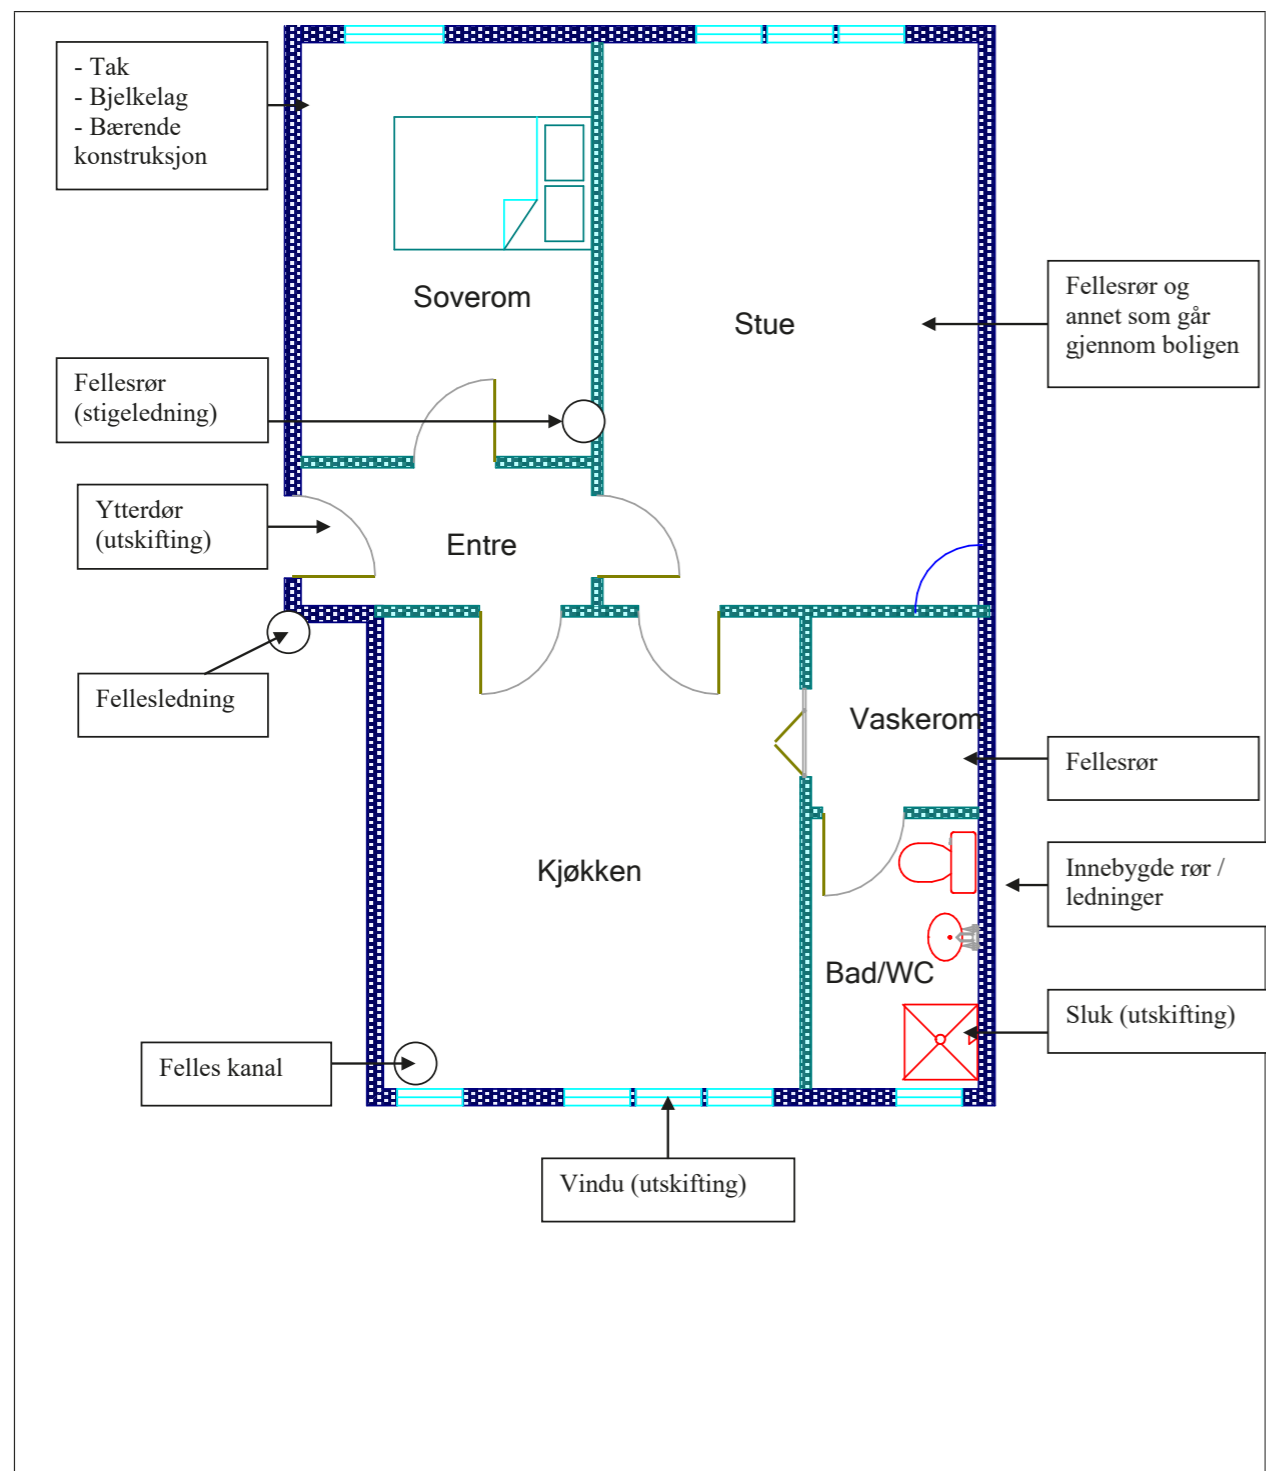 - Tak
- Bjelkelag
- Bærende
konstruksjon
Soverom
Stue
Fellesrør og
annet som går
gjennom boligen
Fellesrør
(stigeledning)
Ytterdør
(utskifting)
Entre
Fellesledning
Vaskerom
Fellesrør
Kjøkken
Innebygde rør /
ledninger
Bad/WC
Sluk (utskifting)
Felles kanal
Vindu (utskifting)